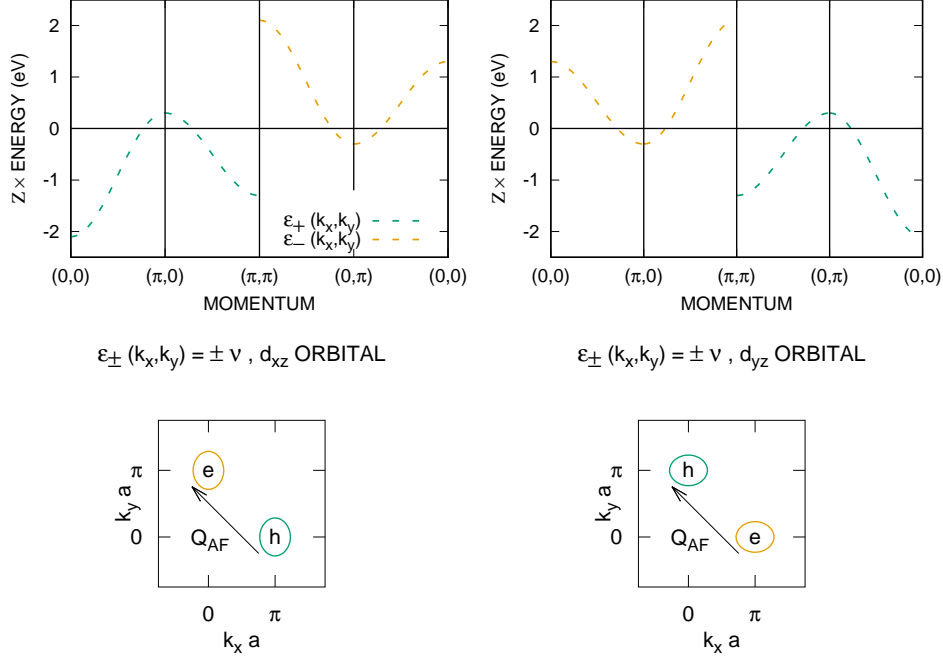 Z × ENERGY (eV)
2
1
0
-1
-2
ε+ (kx,ky)
ε− (kx,ky)
(0,0) (π,0) (π,π) (0,π) (0,0)
MOMENTUM
ε± (kx,ky) = ± ν , dxz ORBITAL
Z × ENERGY (eV)
2
1
0
-1
-2
(0,0) (π,0) (π,π) (0,π) (0,0)
MOMENTUM
ε± (kx,ky) = ± ν , dyz ORBITAL
ky a
π
0
e
h
QAF
0 π
kx a
ky a
π
0
h
e
QAF
0 π
kx a